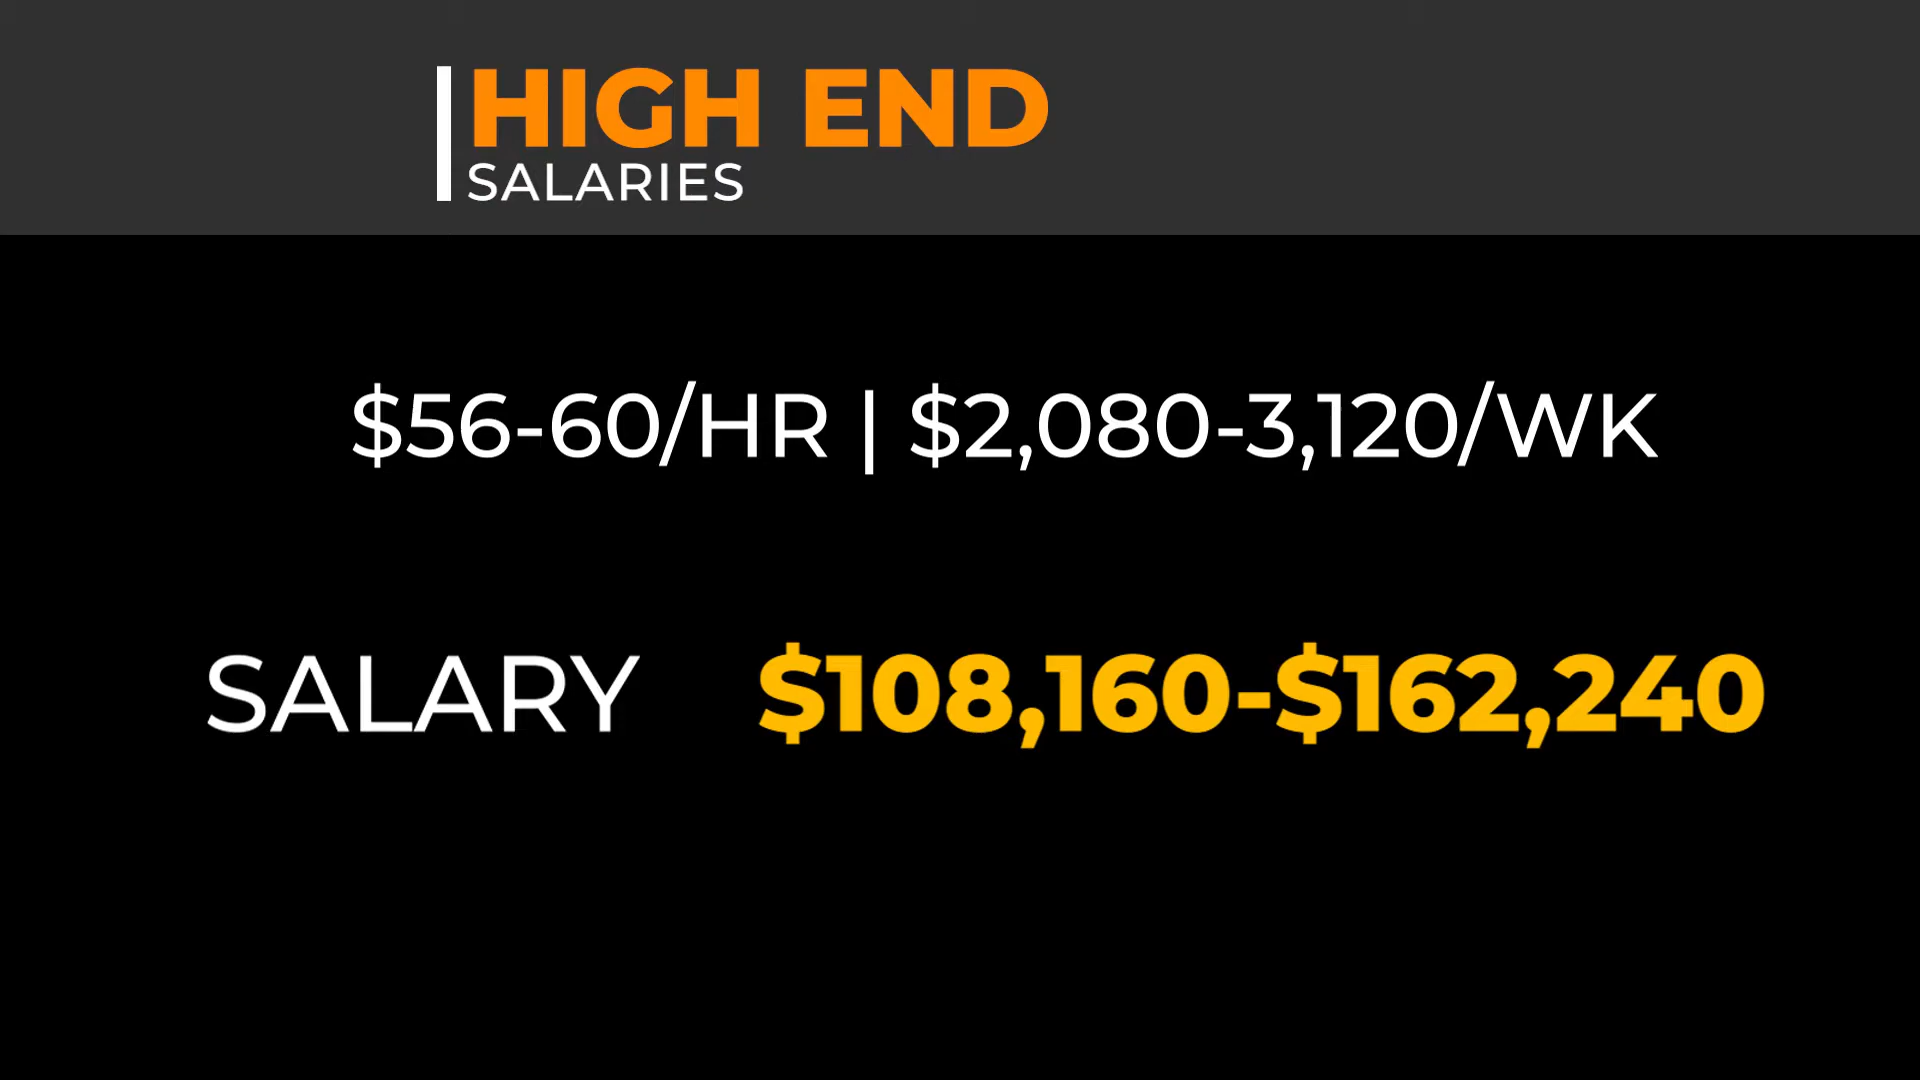 HIGH END
SALARIES
$56-60/HR | $2,080-3,120/WK
SALARY $108,160-$162,240